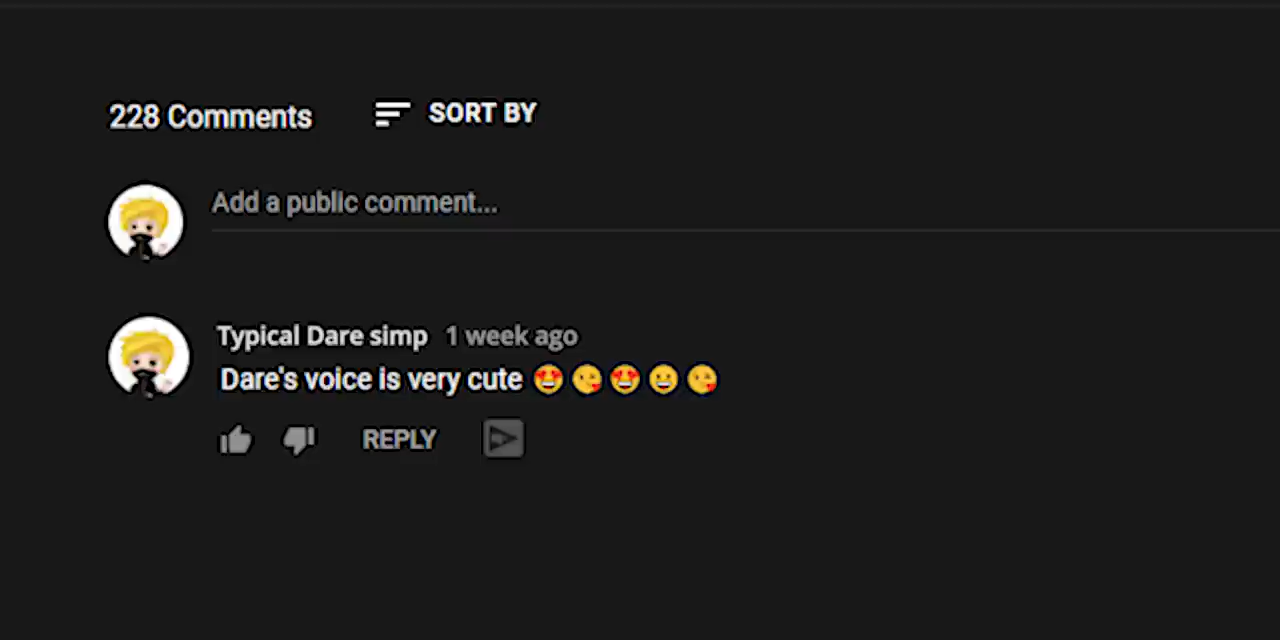 228 Comments
SORT BY
Add a public comment...
Typical Dare simp 1 week ago
Dare's voice is very cute 😍😘😍😀😘
REPLY